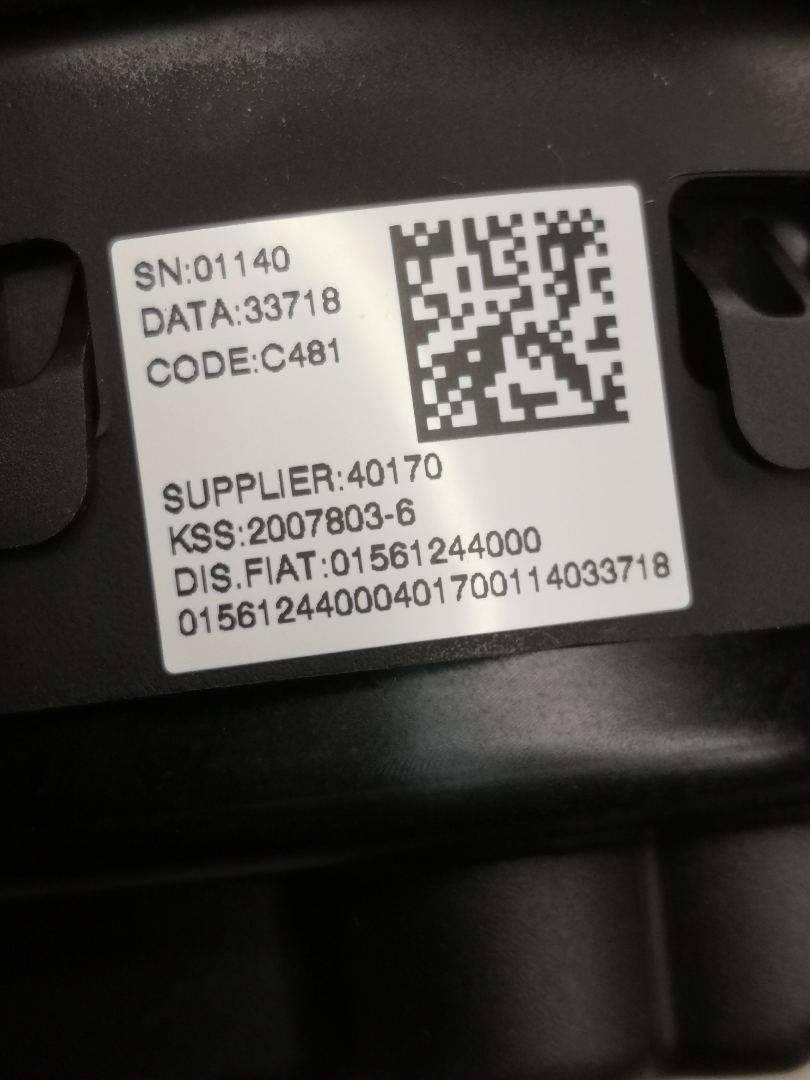 SN:01140
DATA:33718
CODE:C481
SUPPLIER:40170
KSS:2007803-6
DIS.FIAT:01561244000
01561244000401700114033718